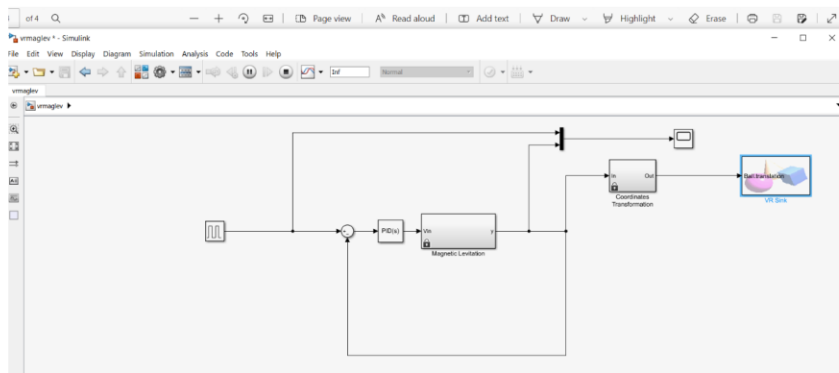 of 4
Page view
Read aloud
Add text
Draw
Highlight
Erase
vrmaglev * - Simulink
File Edit View Display Diagram Simulation Analysis Code Tools Help
Inf
Normal
vrmaglev
vrmaglev
In
Out
Coordinates
Transformation
Ball.translation
VR Sink
PID(s)
Vin
y
Magnetic Levitation